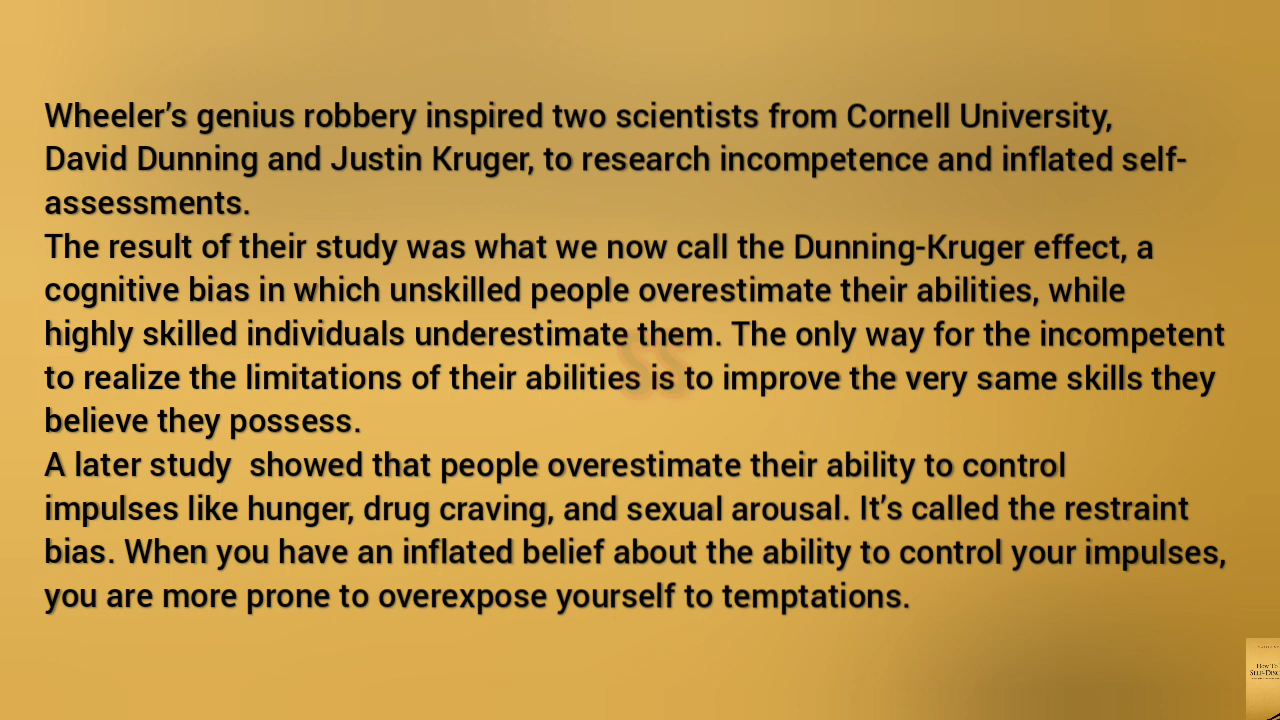 Wheeler’s genius robbery inspired two scientists from Cornell University,
David Dunning and Justin Kruger, to research incompetence and inflated self-
assessments.
The result of their study was what we now call the Dunning-Kruger effect, a
cognitive bias in which unskilled people overestimate their abilities, while
highly skilled individuals underestimate them. The only way for the incompetent
to realize the limitations of their abilities is to improve the very same skills they
believe they possess.
A later study  showed that people overestimate their ability to control
impulses like hunger, drug craving, and sexual arousal. It’s called the restraint
bias. When you have an inflated belief about the ability to control your impulses,
you are more prone to overexpose yourself to temptations.
How To